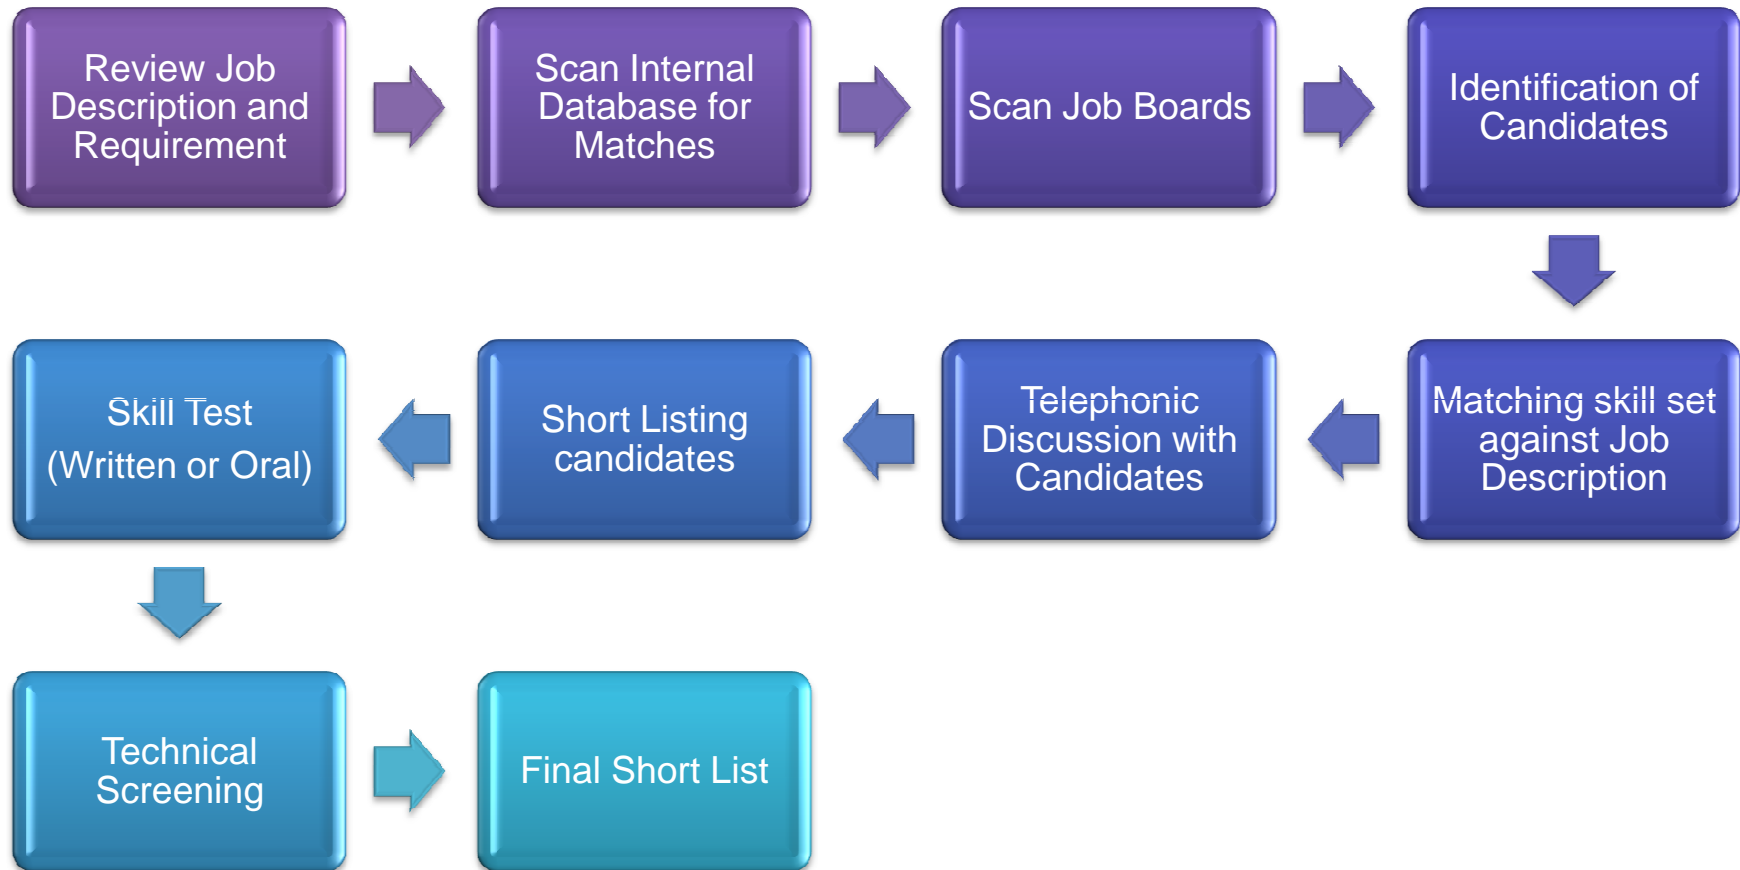 Review Job
Description and
Requirement
Scan Internal
Database for
Matches
Scan Job Boards
Identification of
Candidates
Matching skill set
against Job
Description
Telephonic
Discussion with
Candidates
Short Listing
candidates
Skill Test
(Written or Oral)
Technical
Screening
Final Short List